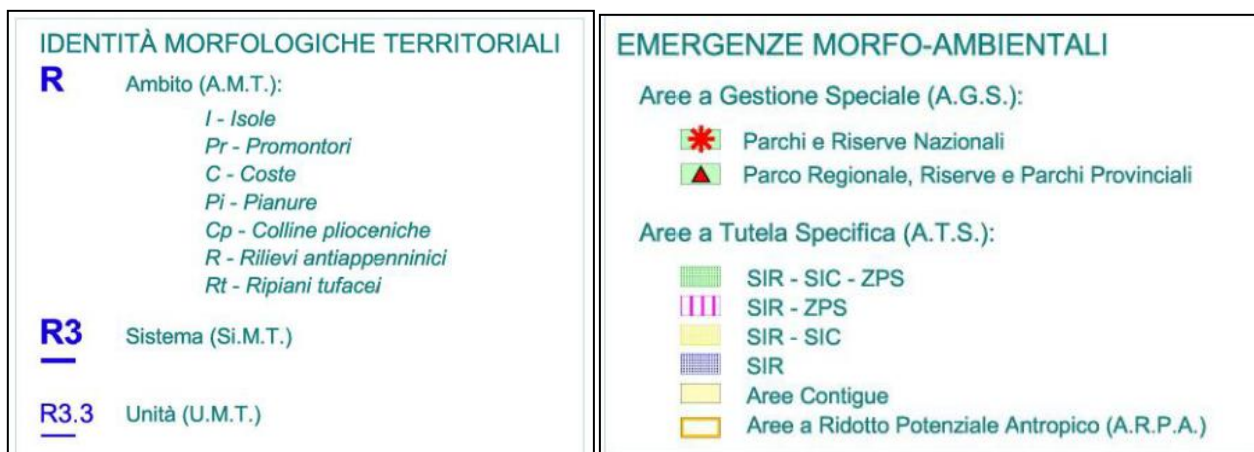 IDENTITÀ MORFOLOGICHE TERRITORIALI
R Ambito (A.M.T.):
I - Isole
Pr - Promontori
C - Coste
Pi - Pianure
Cp - Colline plioceniche
R - Rilievi antiappenninici
Rt - Ripiani tufacei
R3 Sistema (Si.M.T.)
R3.3 Unità (U.M.T.)
EMERGENZE MORFO-AMBIENTALI
Aree a Gestione Speciale (A.G.S.):
Parchi e Riserve Nazionali
Parco Regionale, Riserve e Parchi Provinciali
Aree a Tutela Specifica (A.T.S.):
SIR - SIC - ZPS
SIR - ZPS
SIR - SIC
SIR
Aree Contigue
Aree a Ridotto Potenziale Antropico (A.R.P.A.)